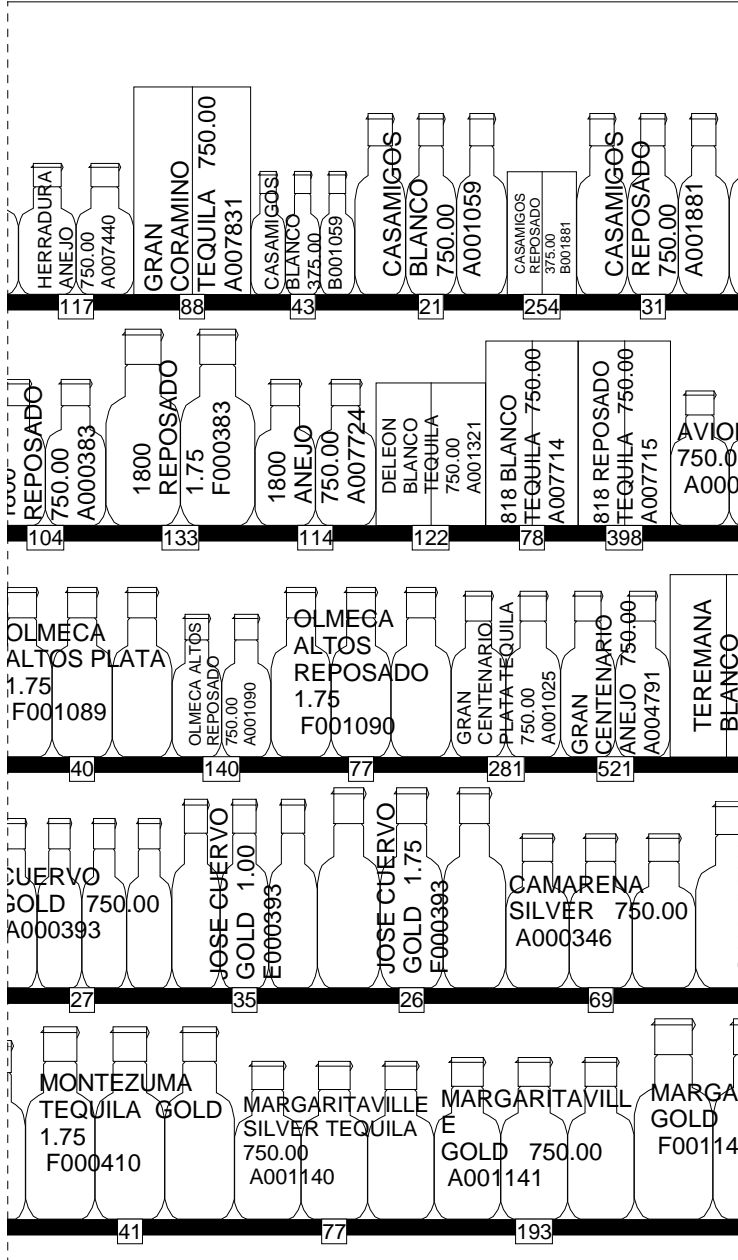 HERRADURA
ANEJO
750.00
A007440
GRAN
CORAMINO
TEQUILA 750.00
A007831
CASAMIGOS
BLANCO
375.00
B001059
CASAMIGOS
BLANCO
750.00
A001059
CASAMIGOS
REPOSADO
375.00
B001881
CASAMIGOS
REPOSADO
750.00
A001881
117
88
43
21
254
31
REPOSADO
750.00
A000383
1800
REPOSADO
1.75
F000383
1800
ANEJO
750.00
A007724
DELEON
BLANCO
TEQUILA
750.00
A001321
818 BLANCO
TEQUILA 750.00
A007714
818 REPOSADO
TEQUILA 750.00
A007715
AVIO
750.0
A000
104
133
114
122
78
398
OLMECA
ALTOS PLATA
1.75
F001089
OLMECA ALTOS
REPOSADO
750.00
A001090
OLMECA
ALTOS
REPOSADO
1.75
F001090
GRAN
CENTENARIO
PLATA TEQUILA
750.00
A001025
GRAN
CENTENARIO
ANEJO 750.00
A004791
TEREMANA
BLANCO
40
140
77
281
521
CUERVO
GOLD 750.00
A000393
JOSE CUERVO
GOLD 1.00
E000393
JOSE CUERVO
GOLD 1.75
F000393
CAMARENA
SILVER 750.00
A000346
27
35
26
69
MONTEZUMA
TEQUILA GOLD
1.75
F000410
MARGARITAVILLE
SILVER TEQUILA
750.00
A001140
MARGARITAVILL
E
GOLD 750.00
A001141
MARGA
GOLD
F00114
41
77
193